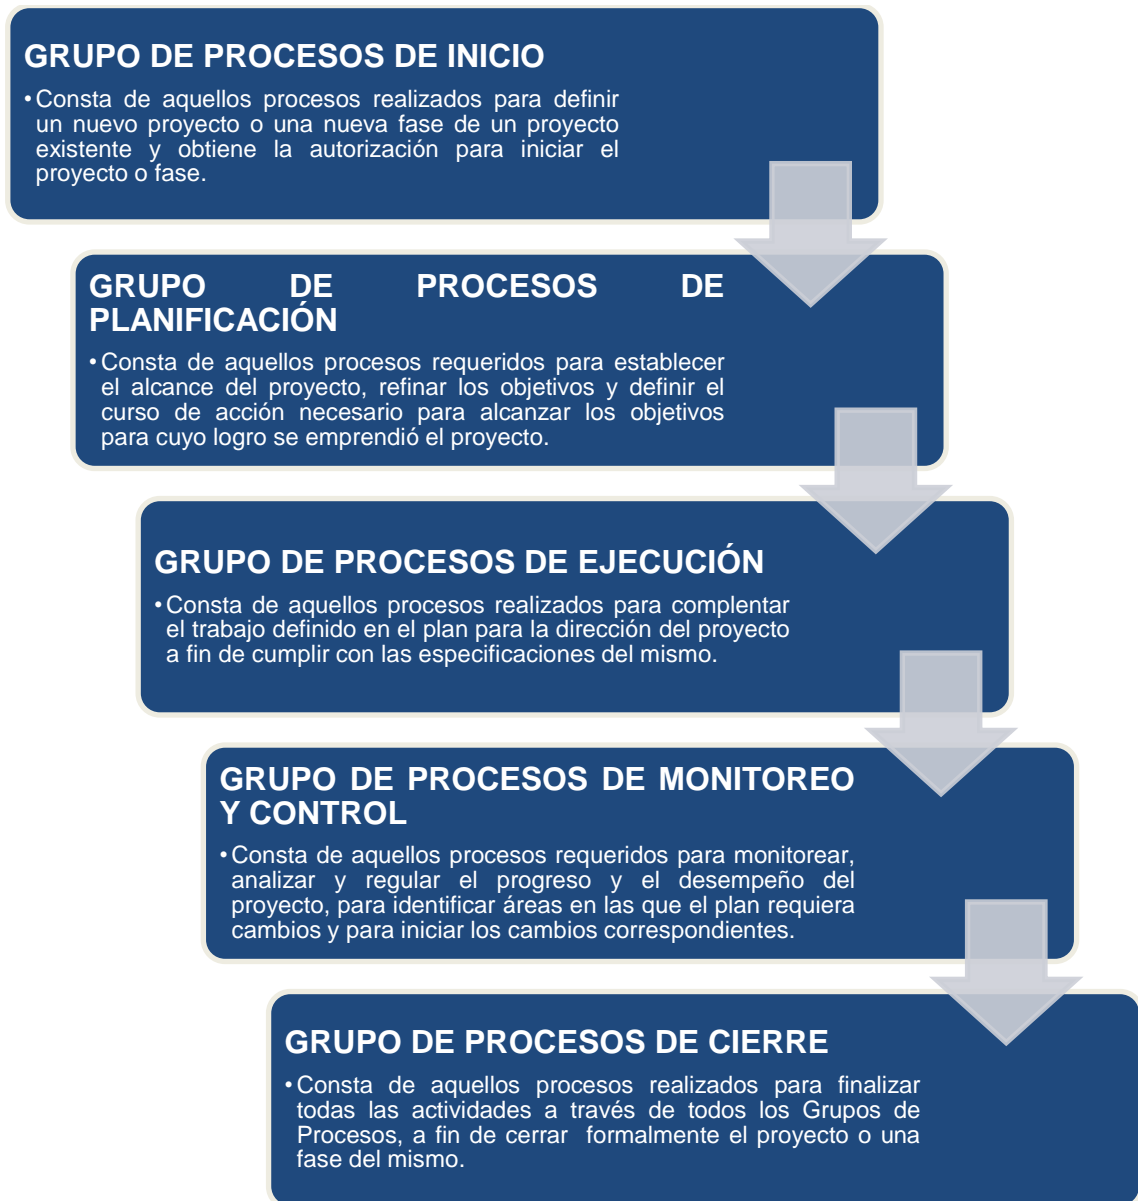 GRUPO DE PROCESOS DE INICIO
•Consta de aquellos procesos realizados para definir
un nuevo proyecto o una nueva fase de un proyecto
existente y obtiene la autorización para iniciar el
proyecto o fase.
GRUPO DE PROCESOS DE
PLANIFICACIÓN
•Consta de aquellos procesos requeridos para establecer
el alcance del proyecto, refinar los objetivos y definir el
curso de acción necesario para alcanzar los objetivos
para cuyo logro se emprendió el proyecto.
GRUPO DE PROCESOS DE EJECUCIÓN
•Consta de aquellos procesos realizados para complentar
el trabajo definido en el plan para la dirección del proyecto
a fin de cumplir con las especificaciones del mismo.
GRUPO DE PROCESOS DE MONITOREO
Y CONTROL
•Consta de aquellos procesos requeridos para monitorear,
analizar y regular el progreso y el desempeño del
proyecto, para identificar áreas en las que el plan requiera
cambios y para iniciar los cambios correspondientes.
GRUPO DE PROCESOS DE CIERRE
•Consta de aquellos procesos realizados para finalizar
todas las actividades a través de todos los Grupos de
Procesos, a fin de cerrar formalmente el proyecto o una
fase del mismo.